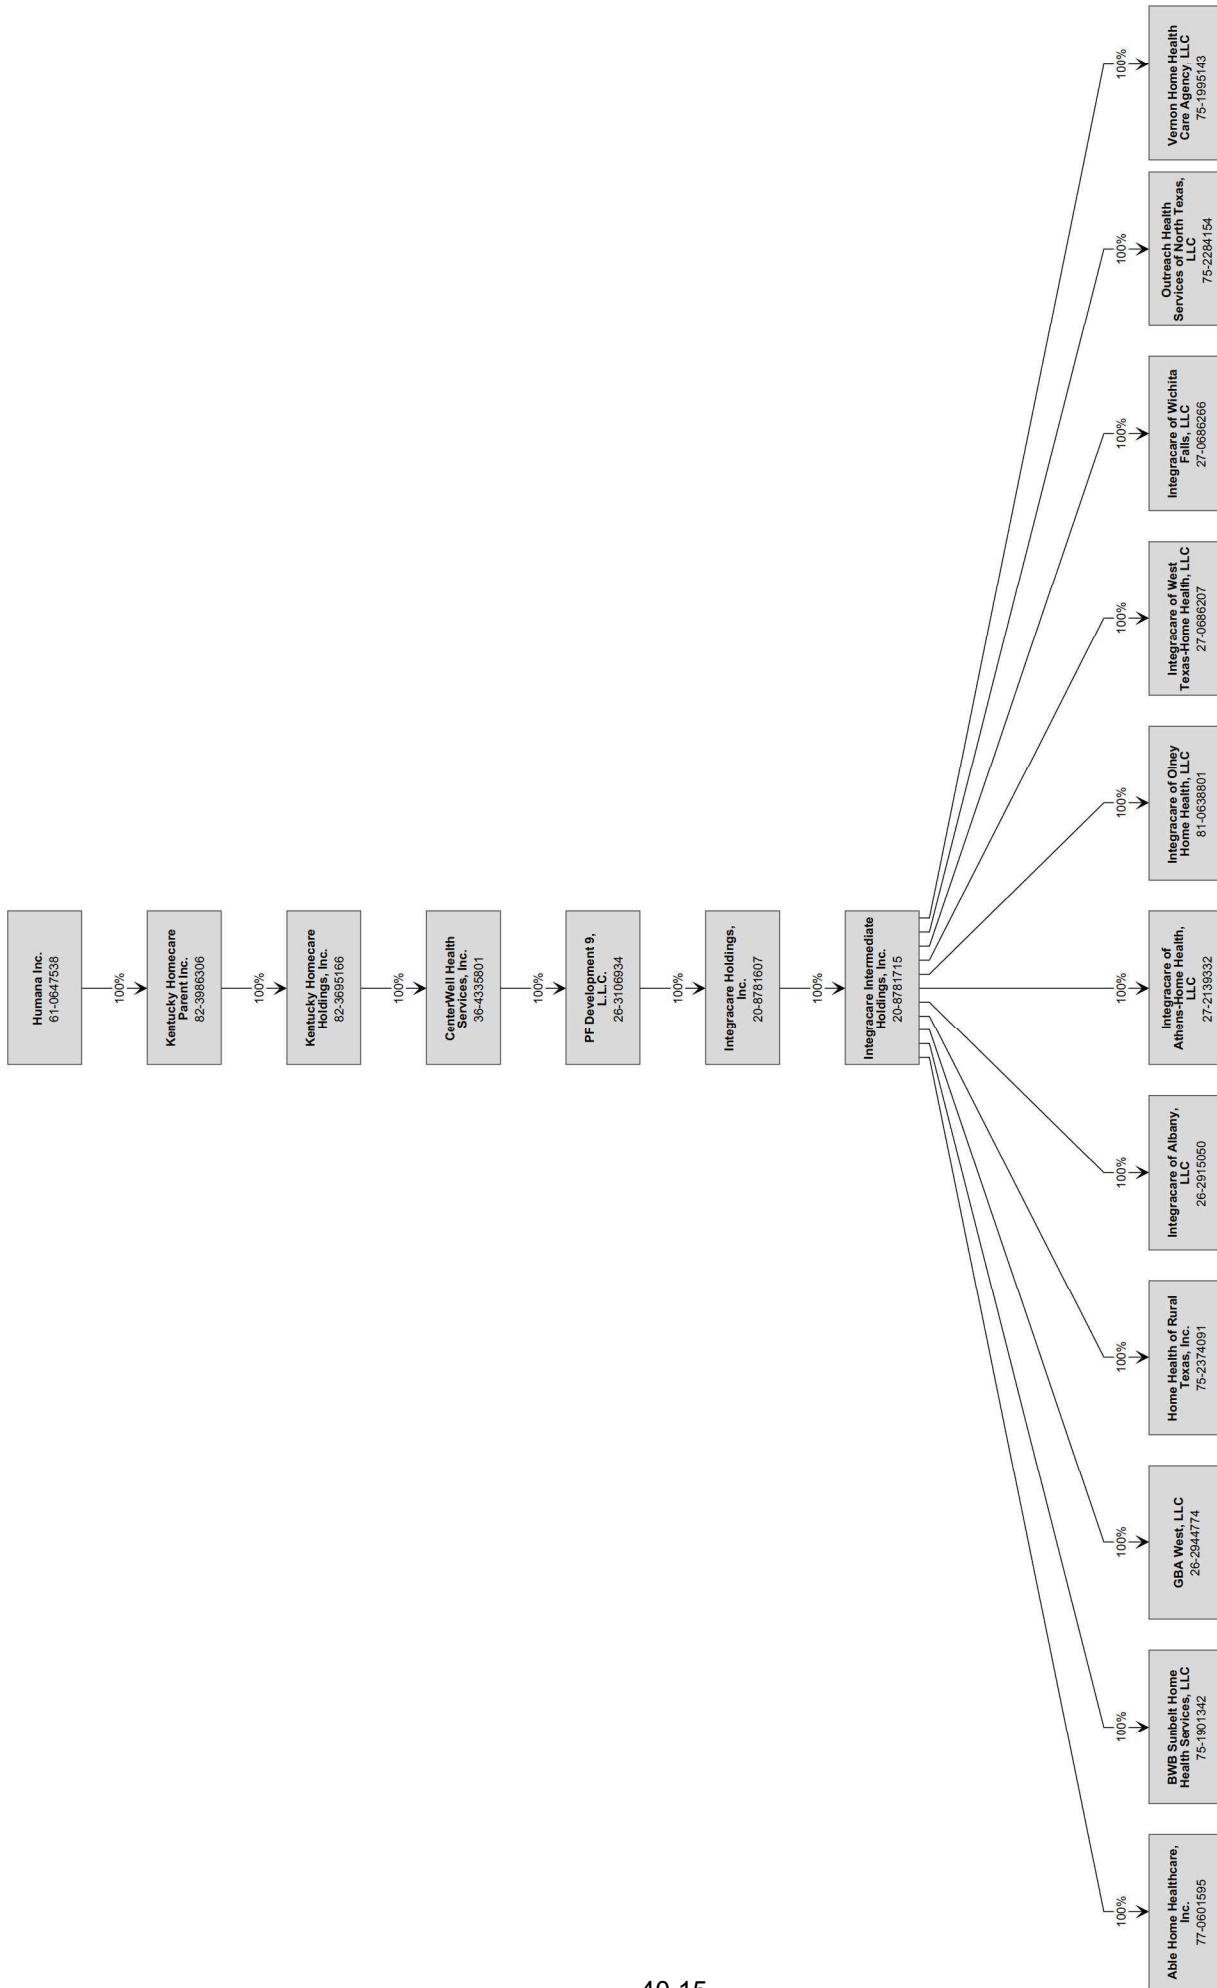 Humana Inc.
61-0647538
100%
Kentucky Homecare
Parent Inc.
82-3986306
100%
Kentucky Homecare
Holdings, Inc.
82-3695166
100%
CenterWell Health
Services, Inc.
36-4335801
100%
PF Development 9,
L.L.C.
26-3106934
100%
Integracare Holdings,
Inc.
20-8781607
100%
Integracare Intermediate
Holdings, Inc.
20-8781715
100%
Able Home Healthcare,
Inc.
77-0601595
100%
BWB Sunbelt Home
Health Services, LLC
75-1901342
100%
GBA West, LLC
26-2944774
100%
Home Health of Rural
Texas, Inc.
75-2374091
100%
Integracare of Albany,
LLC
26-2915050
100%
Integracare of
Athens-Home Health,
LLC
27-2139332
100%
Integracare of Olney
Home Health, LLC
81-0638801
100%
Integracare of West
Texas-Home Health, LLC
27-0686207
100%
Integracare of Wichita
Falls, LLC
27-0686266
100%
Outreach Health
Services of North Texas,
LLC
75-2284154
100%
Vernon Home Health
Care Agency, LLC
75-1995143
40.15